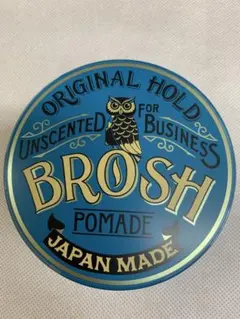 ORIGINAL HOLD
UNSCENTED FOR BUSINESS
BROSH
POMADE
JAPAN MADE